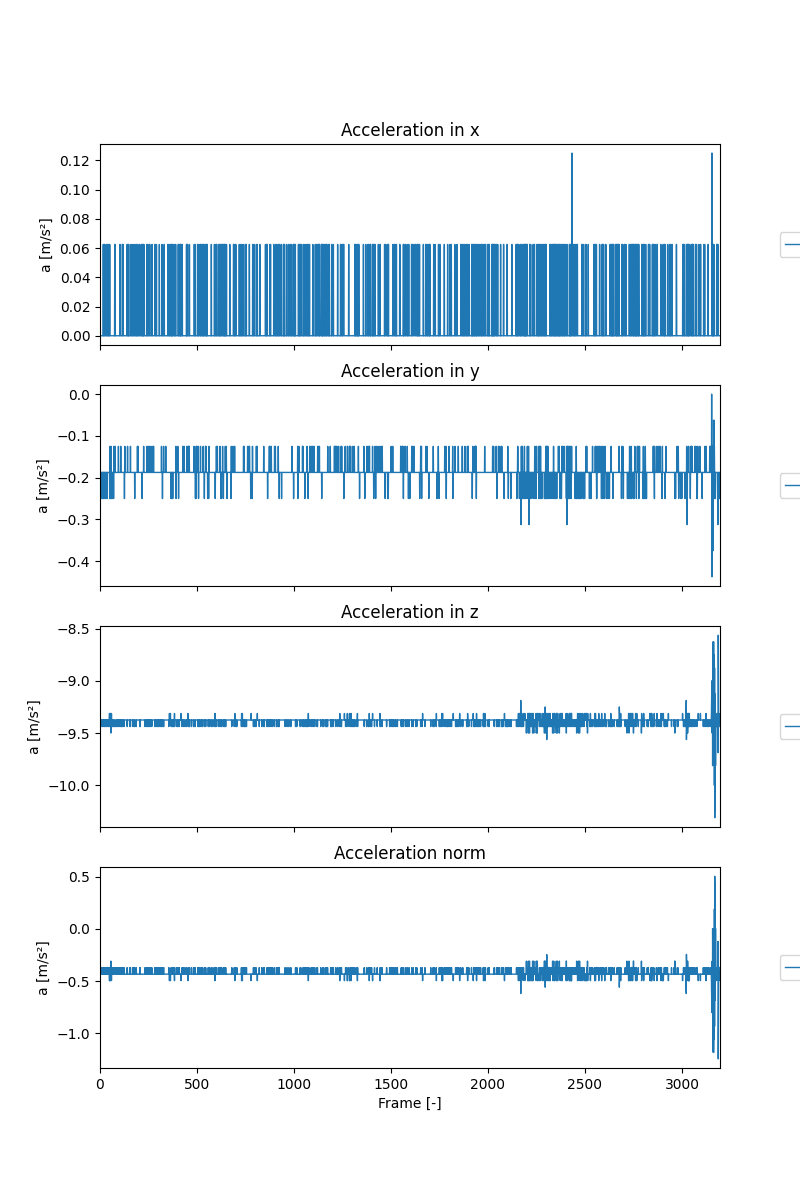 Acceleration in x
0.12
0.10
0.08
0.06
0.04
0.02
0.00
a [m/s²]
Acceleration in y
0.0
−0.1
−0.2
−0.3
−0.4
a [m/s²]
Acceleration in z
−8.5
−9.0
−9.5
−10.0
a [m/s²]
Acceleration norm
0.5
0.0
−0.5
−1.0
a [m/s²]
0 500 1000 1500 2000 2500 3000
Frame [-]